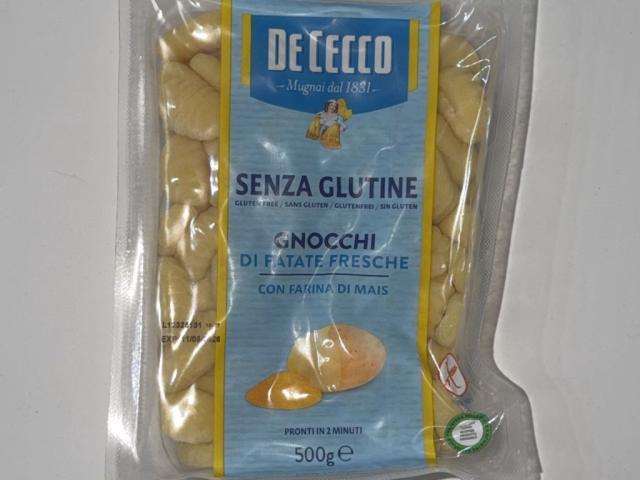 DE CECCO
Mugnai dal 1831
SENZA GLUTINE
GLUTEN FREE / SANS GLUTEN / GLUTENFREI / SIN GLUTEN
GNOCCHI
DI PATATE FRESCHE
CON FARINA DI MAIS
EXP
PRONTI IN 2 MINUTI
500g e